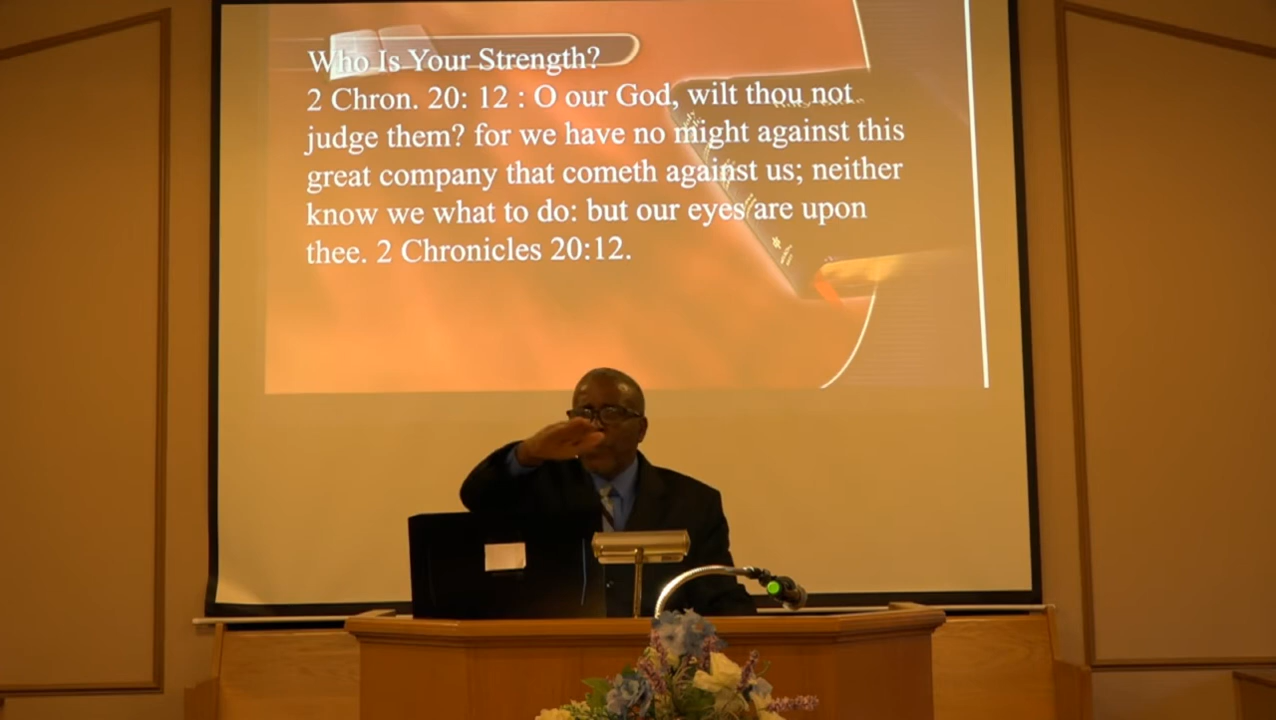 Who Is Your Strength?
2 Chron. 20: 12 : O our God, wilt thou not
judge them? for we have no might against this
great company that cometh against us; neither
know we what to do: but our eyes are upon
thee. 2 Chronicles 20:12.